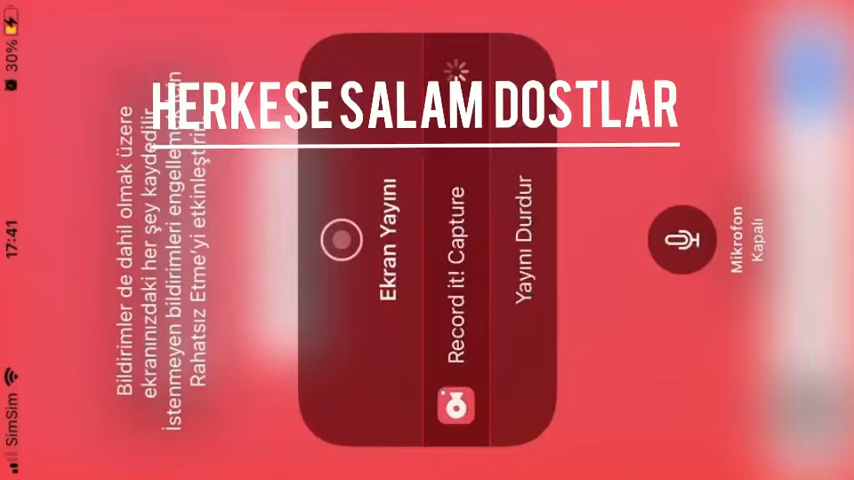 HERKESE SALAM DOSTLAR
SimSim
17:41
30%
Bildirimler de dahil olmak üzere
ekranınızdaki her şey kaydedilir.
İstenmeyen bildirimleri engellemek için
Rahatsız Etme'yi etkinleştirin.
Ekran Yayını
Record it! Capture
Yayını Durdur
Mikrofon
Kapalı